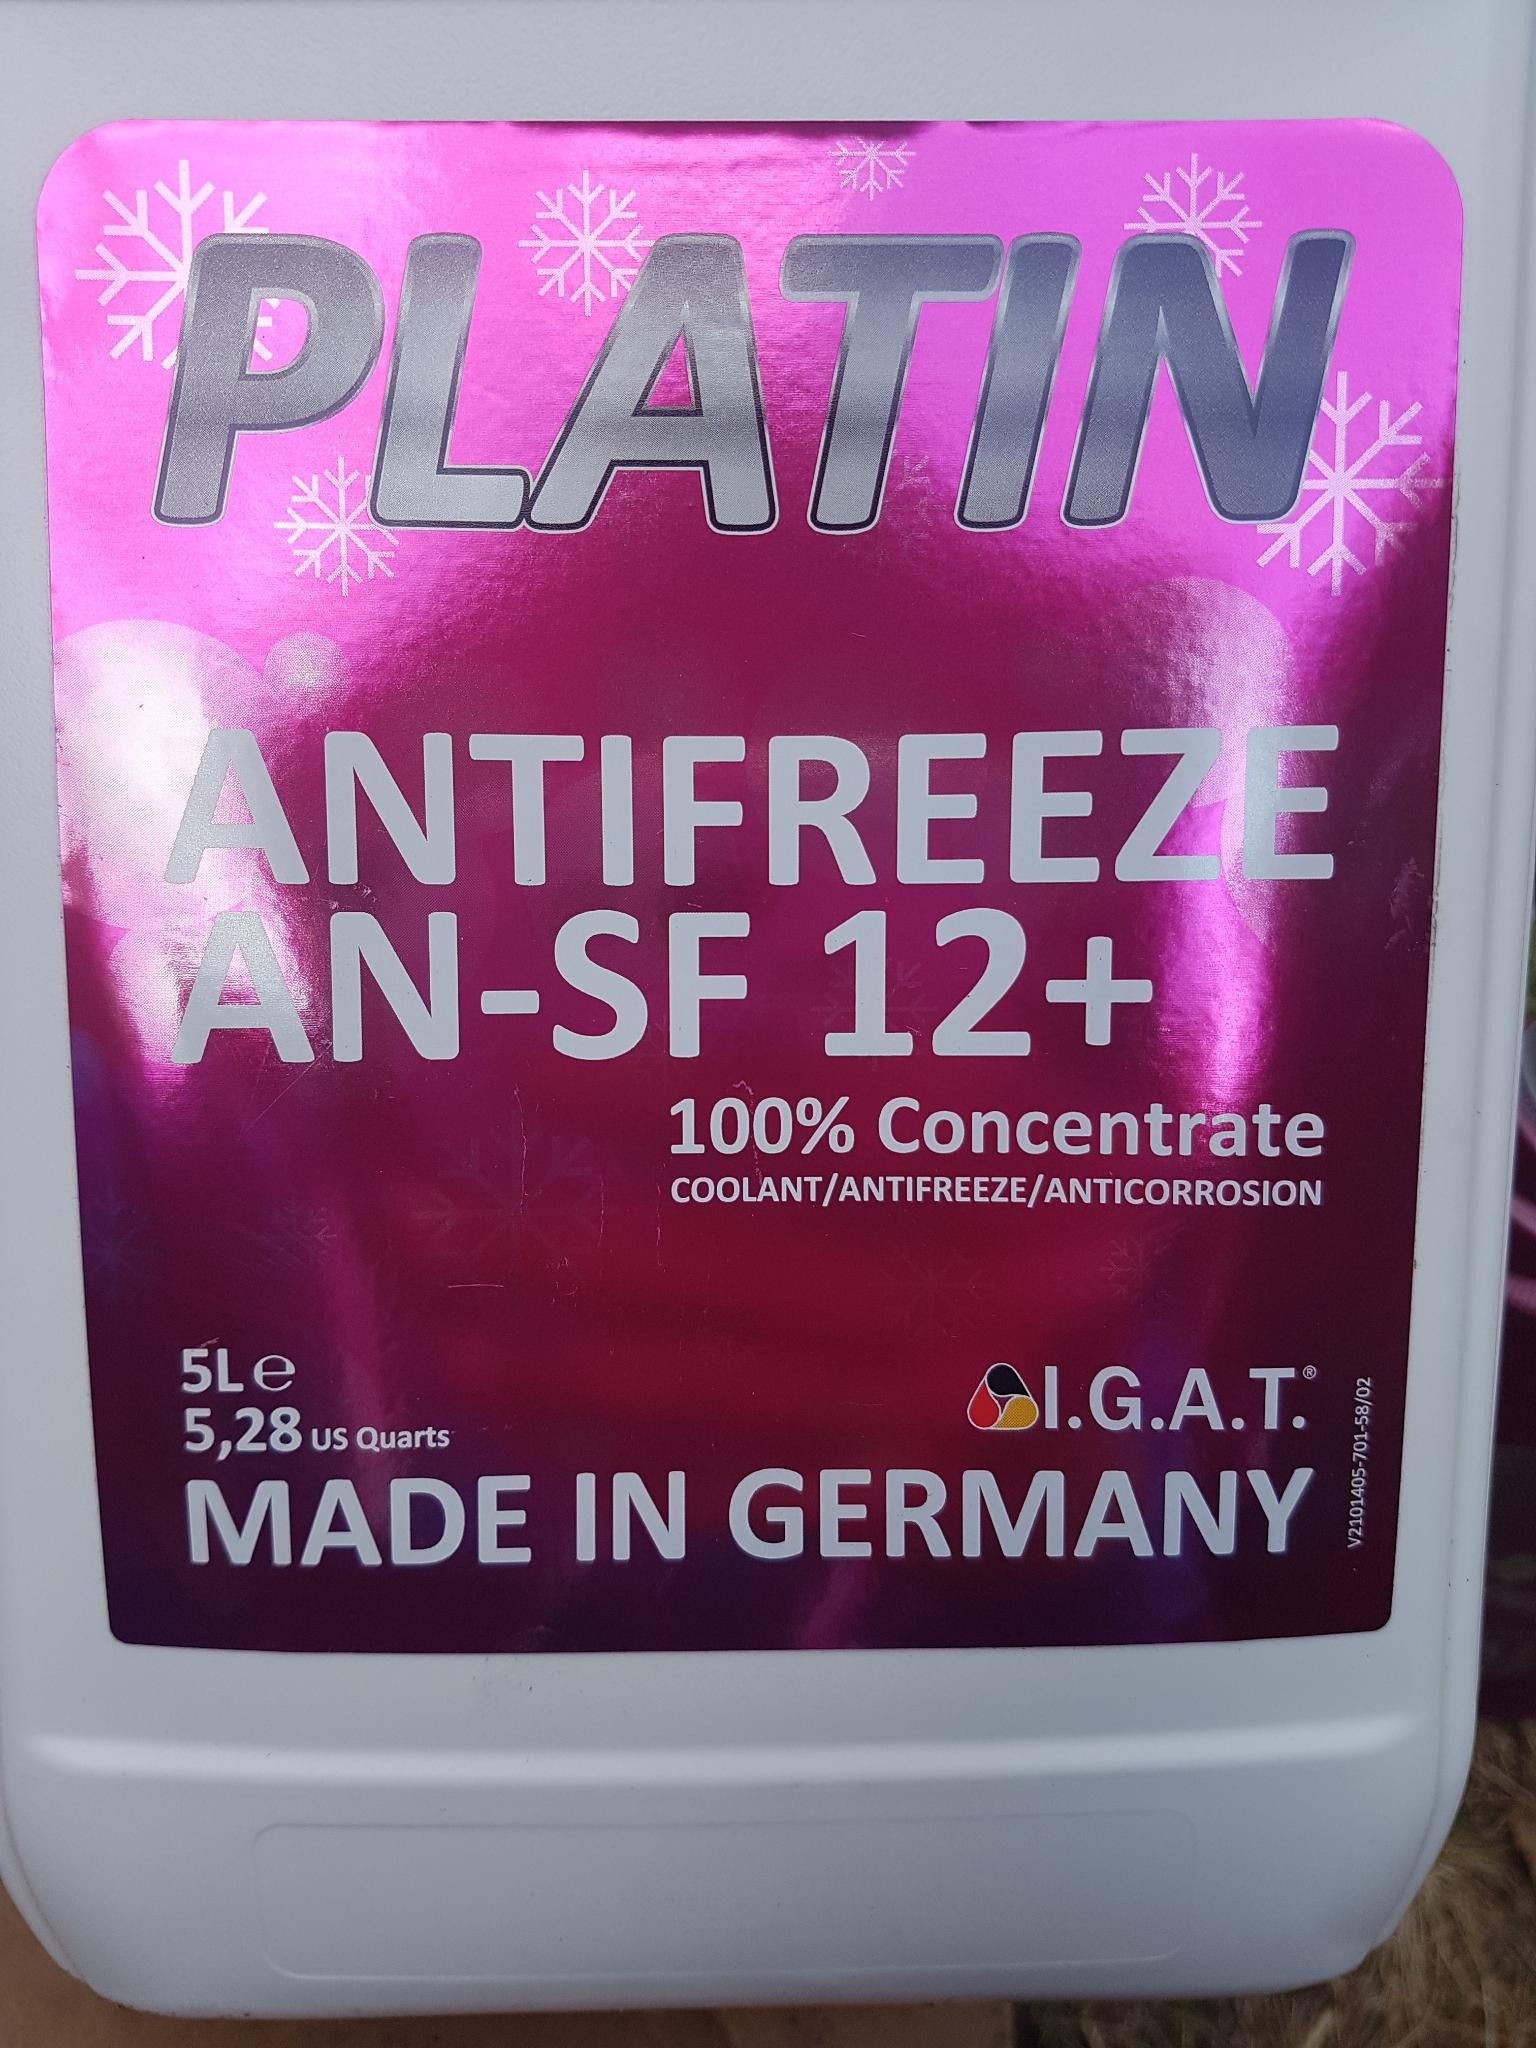 PLATIN
ANTIFREEZE
AN-SF 12+
100% Concentrate
COOLANT/ANTIFREEZE/ANTICORROSION
5L e
5,28 US Quarts
I.G.A.T.®
MADE IN GERMANY
V2101405-701-58/02